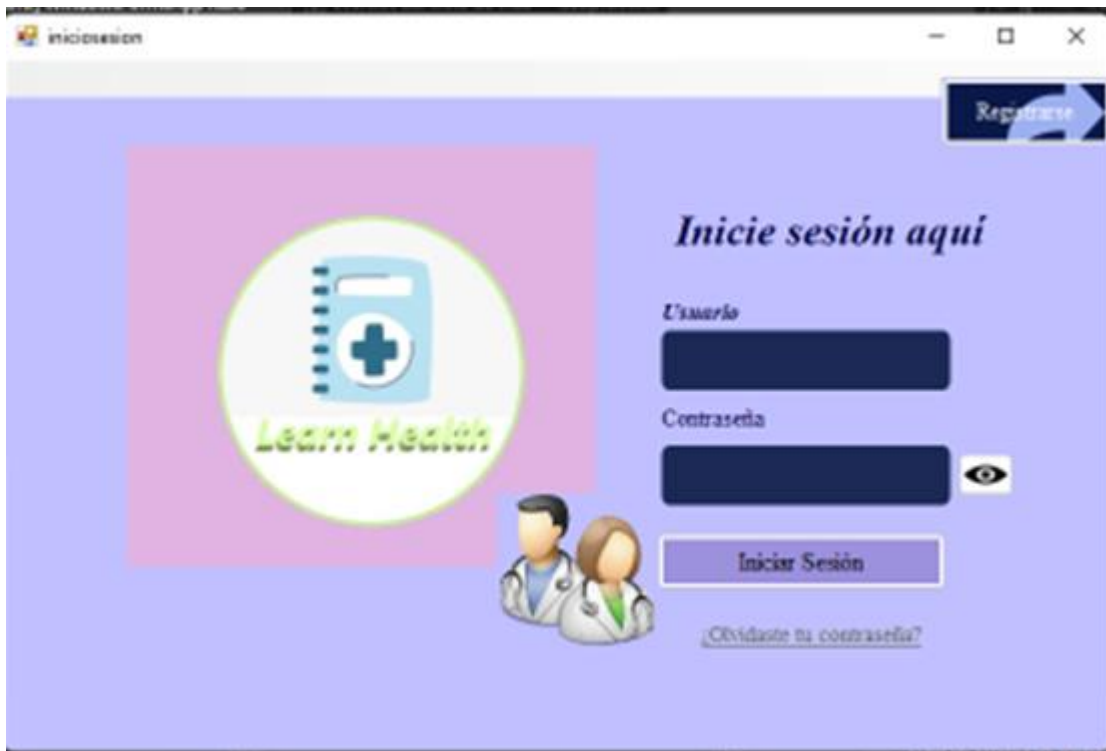 iniciosesion
Registrarse
Inicie sesión aquí
Usuario
Contraseña
Learn Health
Iniciar Sesión
¿Olvidaste tu contraseña?